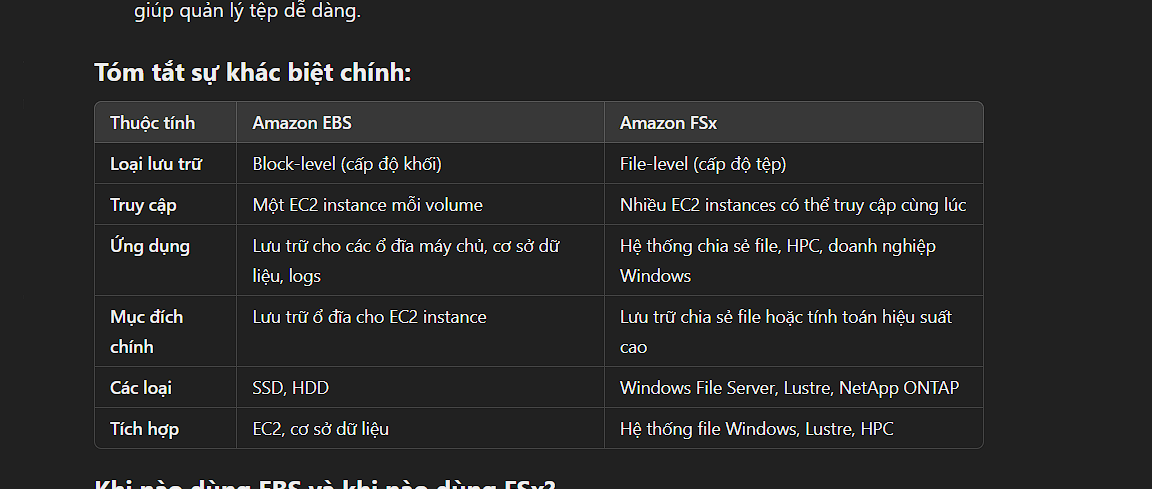 giúp quản lý tệp dễ dàng.
Tóm tắt sự khác biệt chính:
Thuộc tính Amazon EBS Amazon FSx
Loại lưu trữ Block-level (cấp độ khối) File-level (cấp độ tệp)
Truy cập Một EC2 instance mỗi volume Nhiều EC2 instances có thể truy cập cùng lúc
Ứng dụng Lưu trữ cho các ổ đĩa máy chủ, cơ sở dữ Hệ thống chia sẻ file, HPC, doanh nghiệp
liệu, logs Windows
Mục đích Lưu trữ ổ đĩa cho EC2 instance Lưu trữ chia sẻ file hoặc tính toán hiệu suất
chính cao
Các loại SSD, HDD Windows File Server, Lustre, NetApp ONTAP
Tích hợp EC2, cơ sở dữ liệu Hệ thống file Windows, Lustre, HPC
Khi nào dùng EBS và khi nào dùng FSx?